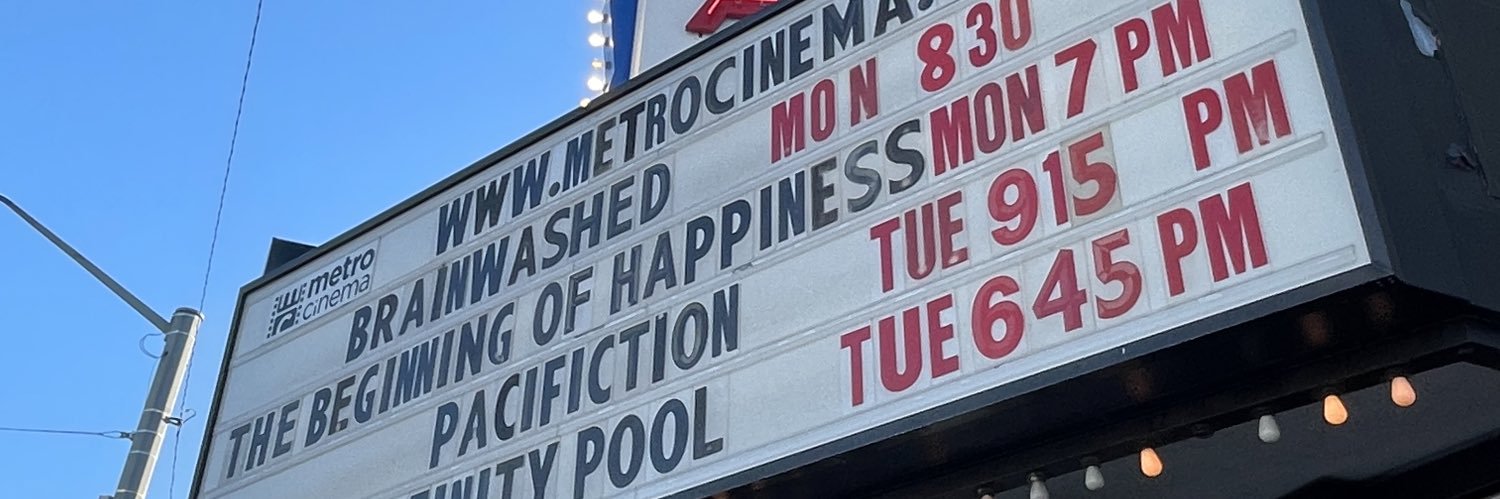 WWW.METROCINEMA.
metro
cinema
BRAINWASHED MON 830
THE BEGINNING OF HAPPINESS MON 7 PM
PACIFICTION TUE 915 PM
POOL TUE 645 PM